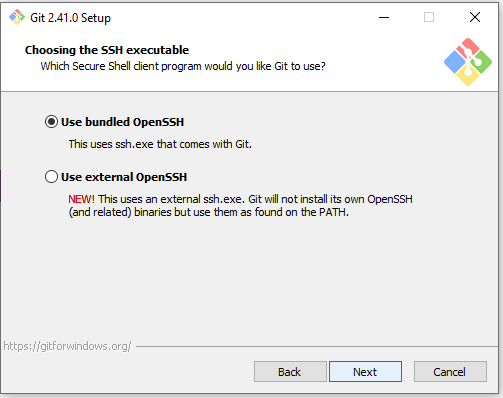 Git 2.41.0 Setup
Choosing the SSH executable
Which Secure Shell client program would you like Git to use?
Use bundled OpenSSH
This uses ssh.exe that comes with Git.
Use external OpenSSH
NEW! This uses an external ssh.exe. Git will not install its own OpenSSH
(and related) binaries but use them as found on the PATH.
https://gitforwindows.org/
Back
Next
Cancel